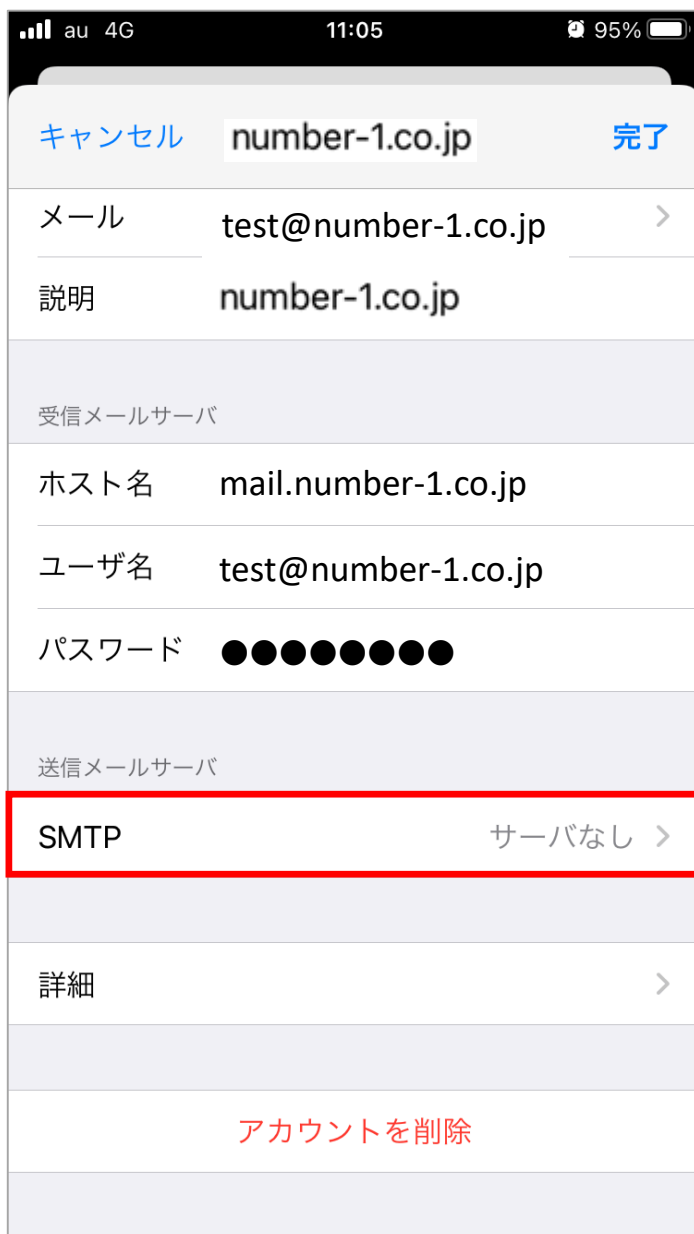 au 4G 11:05 95%
キャンセル number-1.co.jp 完了
メール test@number-1.co.jp
説明 number-1.co.jp
受信メールサーバ
ホスト名 mail.number-1.co.jp
ユーザ名 test@number-1.co.jp
パスワード ●●●●●●●●
送信メールサーバ
SMTP サーバなし
詳細
アカウントを削除